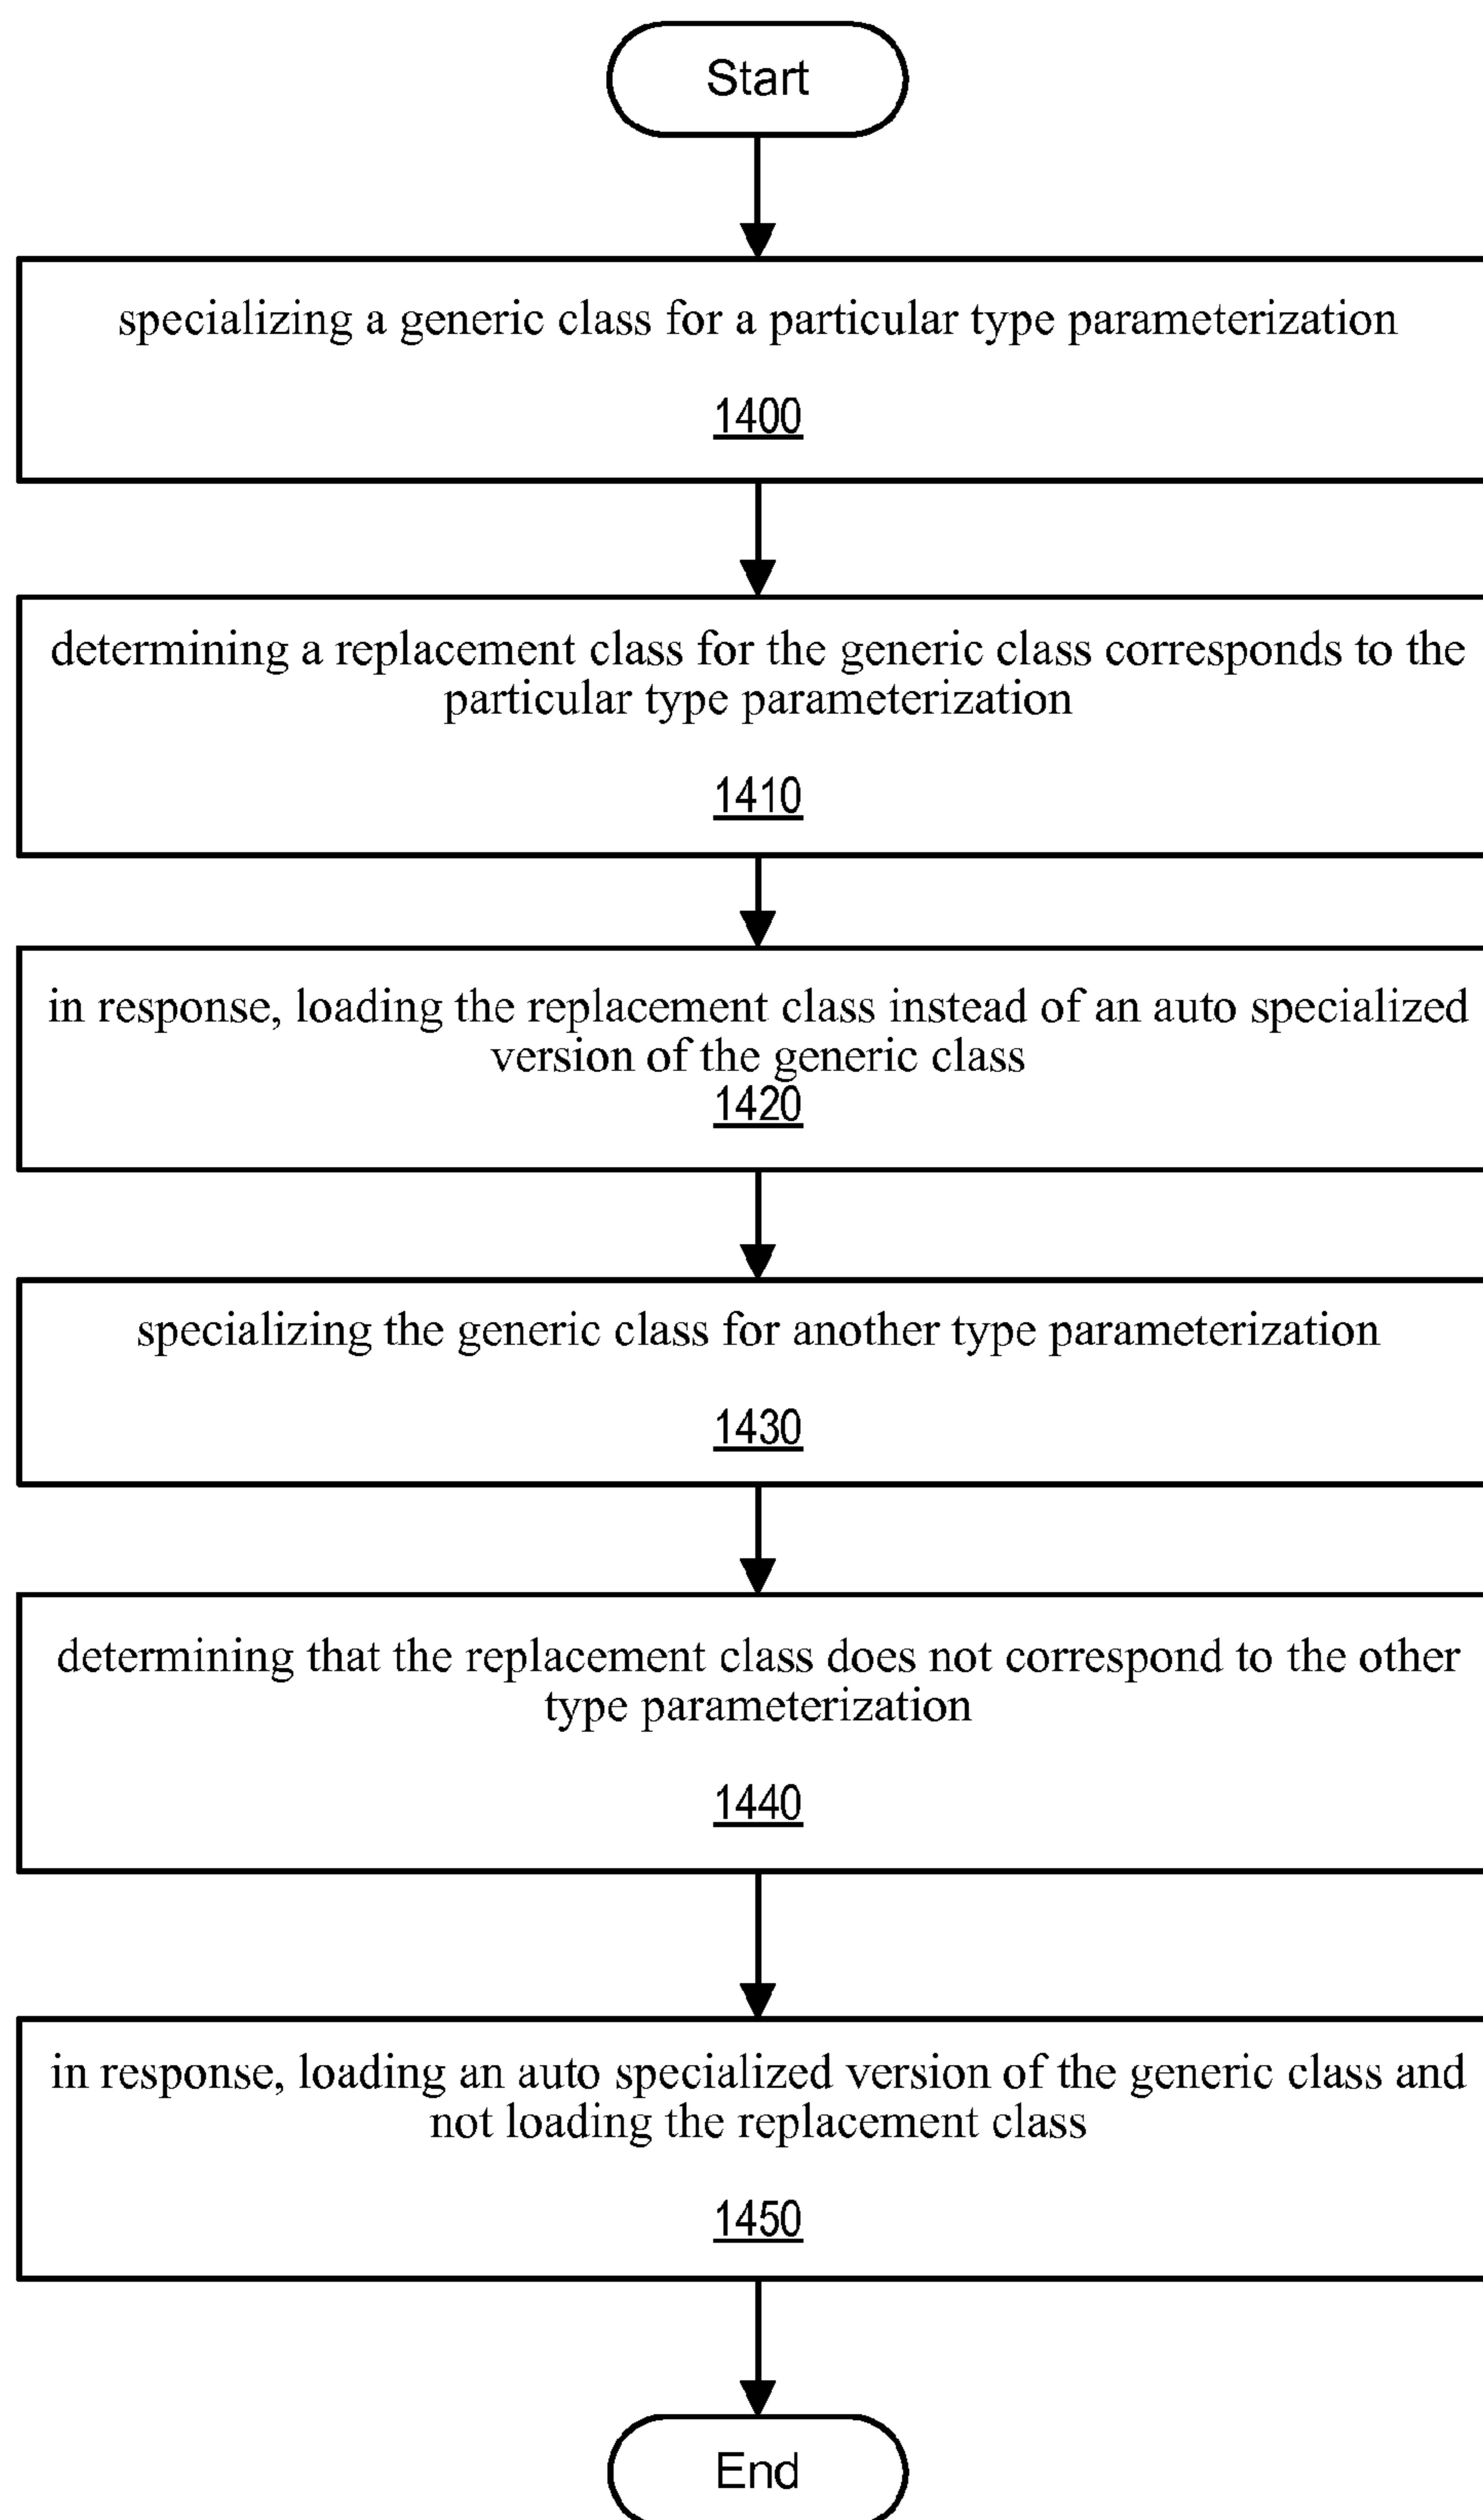 Start
specializing a generic class for a particular type parameterization
1400
determining a replacement class for the generic class corresponds to the
particular type parameterization
1410
in response, loading the replacement class instead of an auto specialized
version of the generic class
1420
specializing the generic class for another type parameterization
1430
determining that the replacement class does not correspond to the other
type parameterization
1440
in response, loading an auto specialized version of the generic class and
not loading the replacement class
1450
End